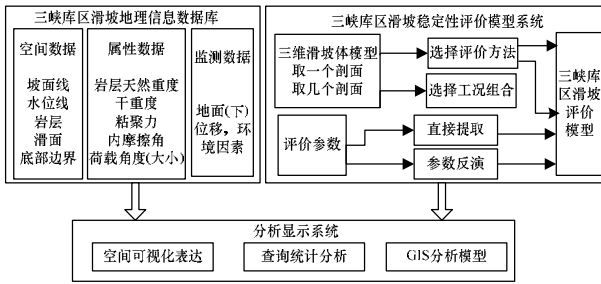 三峡库区滑坡地理信息数据库
空间数据
坡面线
水位线
岩层
滑面
底部边界
属性数据
岩层天然重度
干重度
粘聚力
内摩擦角
荷载角度(大小)
监测数据
地面(下)
位移，环
境因素
三峡库区滑坡稳定性评价模型系统
三维滑坡体模型
取一个剖面
取几个剖面
选择评价方法
选择工况组合
评价参数
直接提取
参数反演
三峡库
区滑坡
评价
模型
分析显示系统
空间可视化表达
查询统计分析
GIS分析模型